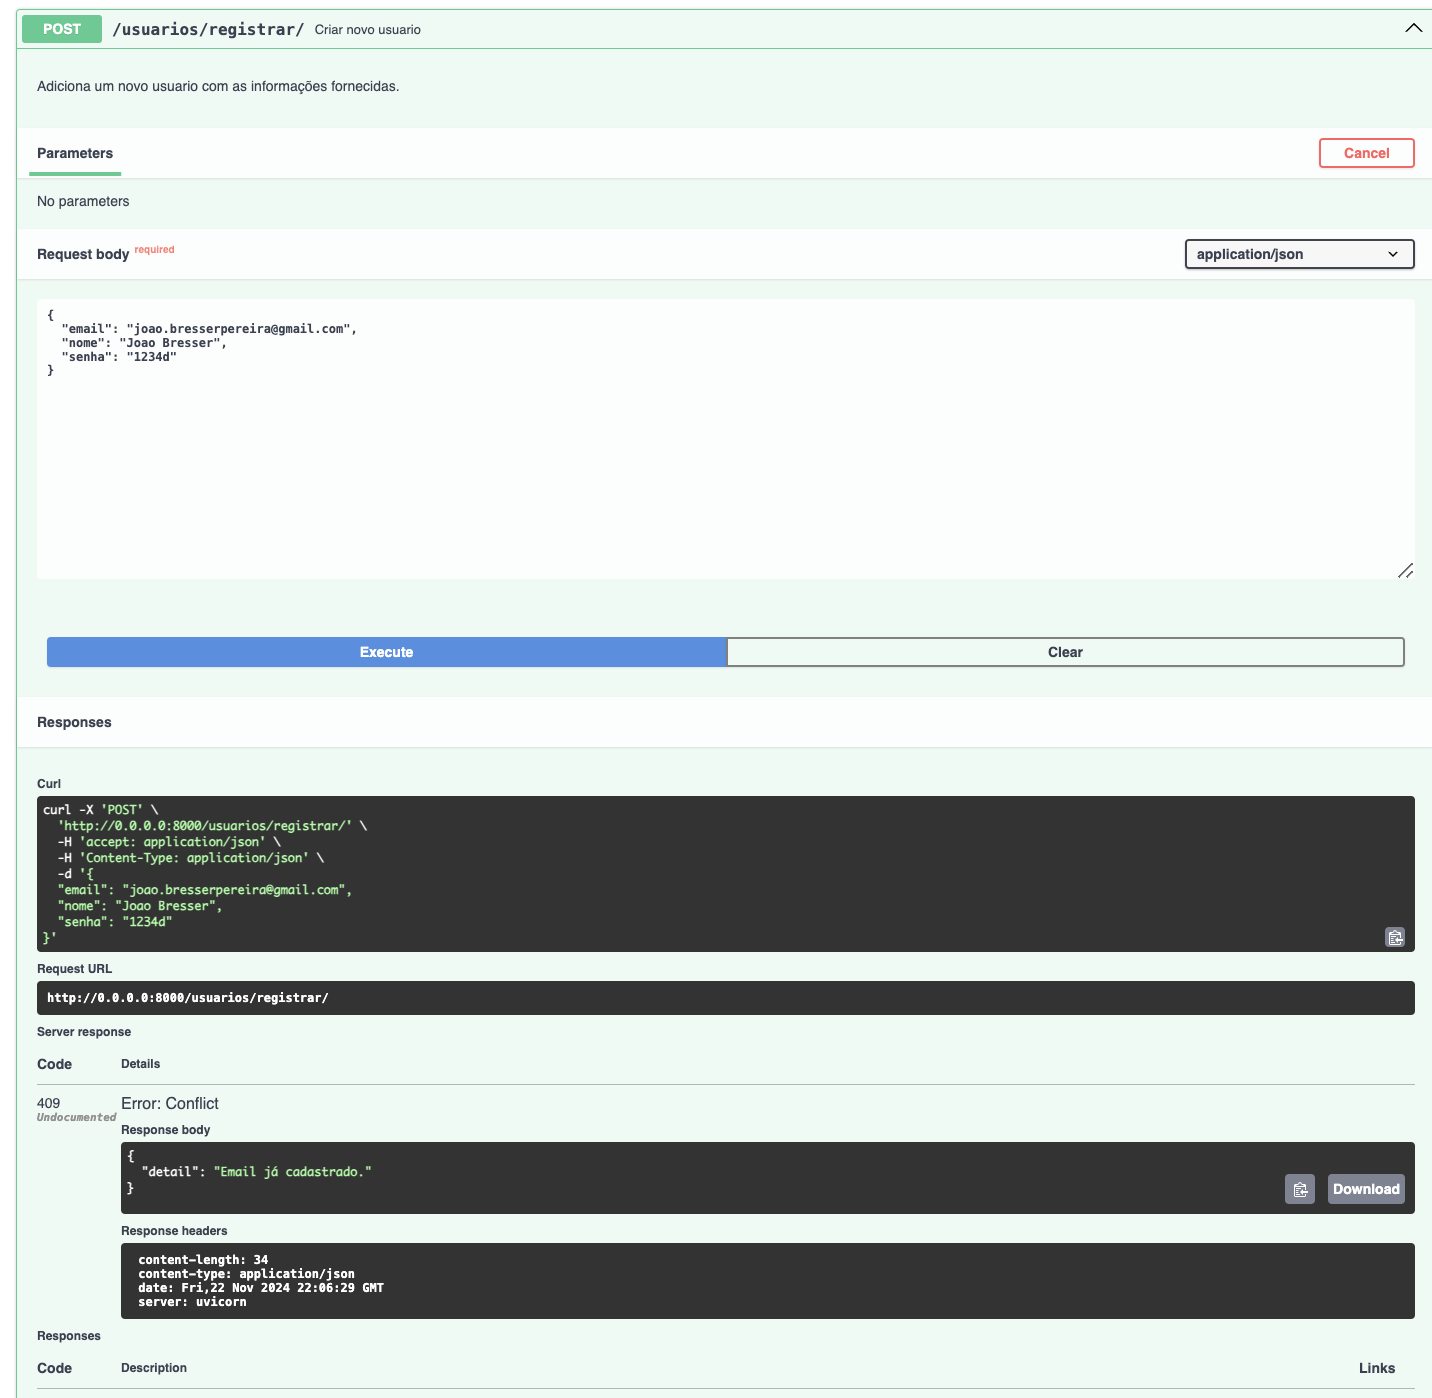 POST /usuarios/registrar/ Criar novo usuario
Adiciona um novo usuario com as informações fornecidas.
Parameters Cancel
No parameters
Request body required application/json
{
"email": "joao.bresserpereira@gmail.com",
"nome": "Joao Bresser",
"senha": "1234d"
}
Execute Clear
Responses
Curl
curl -X 'POST' \
'http://0.0.0.0:8000/usuarios/registrar/' \
-H 'accept: application/json' \
-H 'Content-Type: application/json' \
-d '{
"email": "joao.bresserpereira@gmail.com",
"nome": "Joao Bresser",
"senha": "1234d"
}'
Request URL
http://0.0.0.0:8000/usuarios/registrar/
Server response
Code Details
409 Error: Conflict
Undocumented
Response body
{
"detail": "Email já cadastrado."
}
Download
Response headers
content-length: 34
content-type: application/json
date: Fri,22 Nov 2024 22:06:29 GMT
server: uvicorn
Responses
Code Description Links